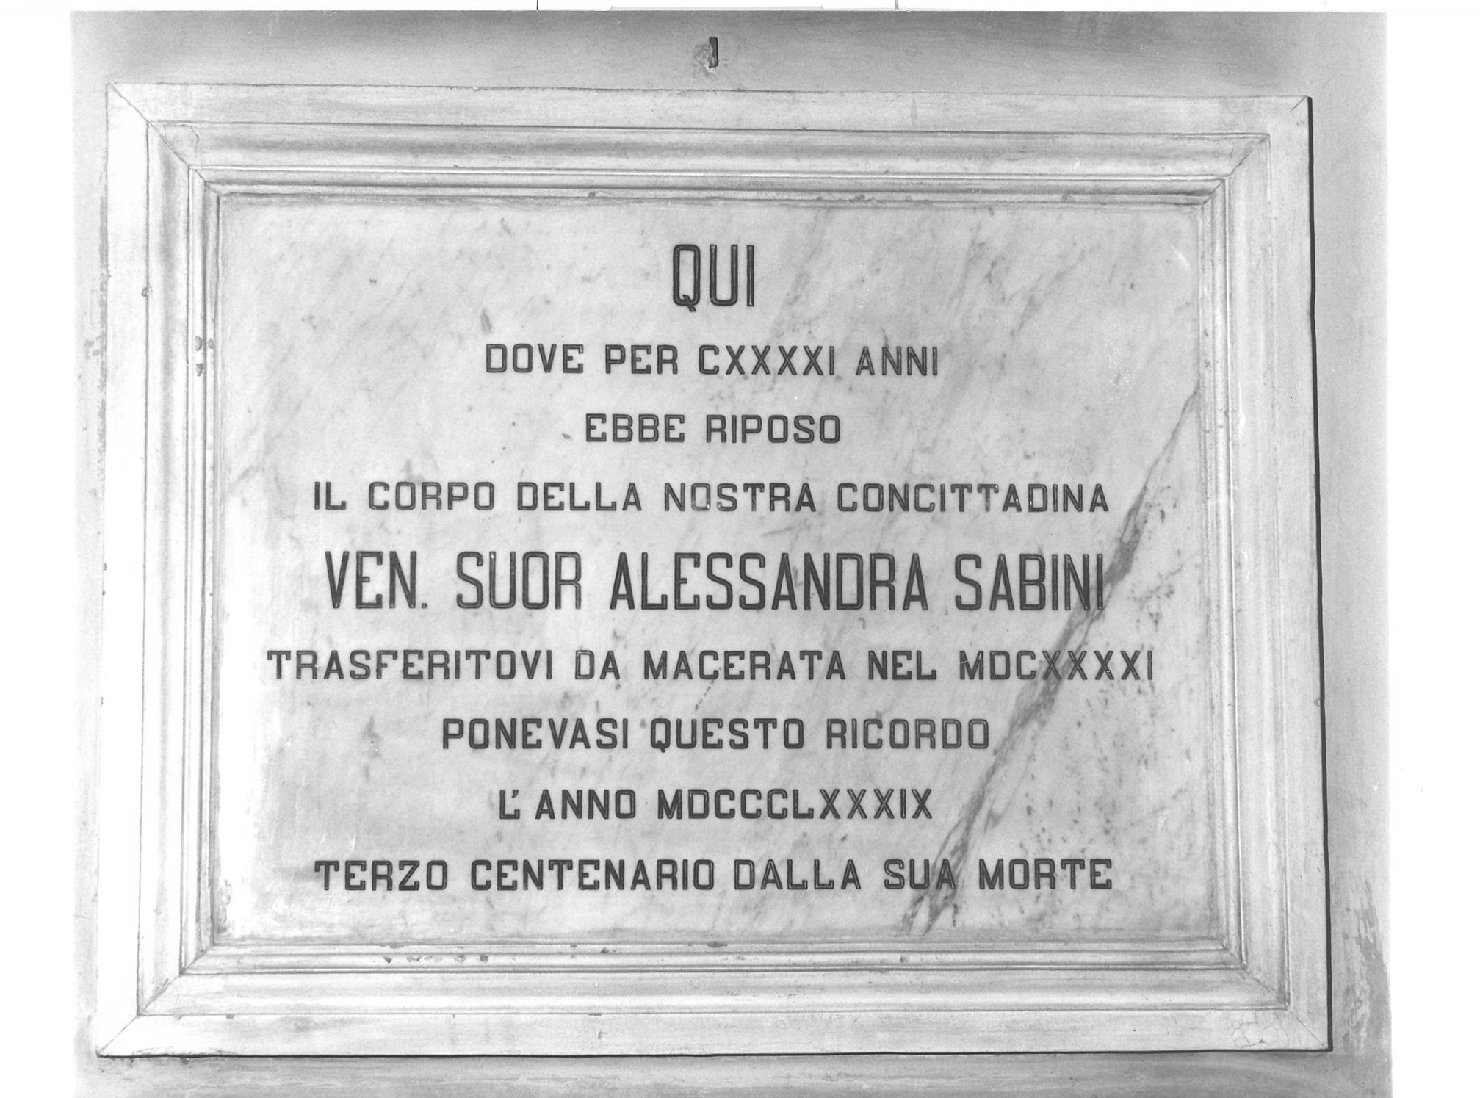 QUI
DOVE PER CXXXXI ANNI
EBBE RIPOSO
IL CORPO DELLA NOSTRA CONCITTADINA
VEN. SUOR ALESSANDRA SABINI
TRASFERITOVI DA MACERATA NEL MDCXXXXI
PONEVASI QUESTO RICORDO
L'ANNO MDCCCLXXXIX
TERZO CENTENARIO DALLA SUA MORTE